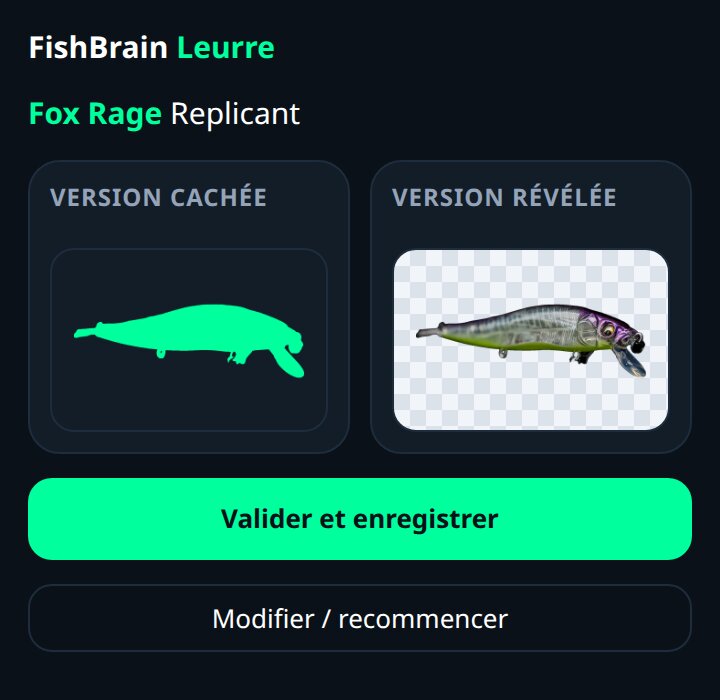 FishBrain Leurre
Fox Rage Replicant
VERSION CACHÉE
VERSION RÉVÉLÉE
Valider et enregistrer
Modifier / recommencer